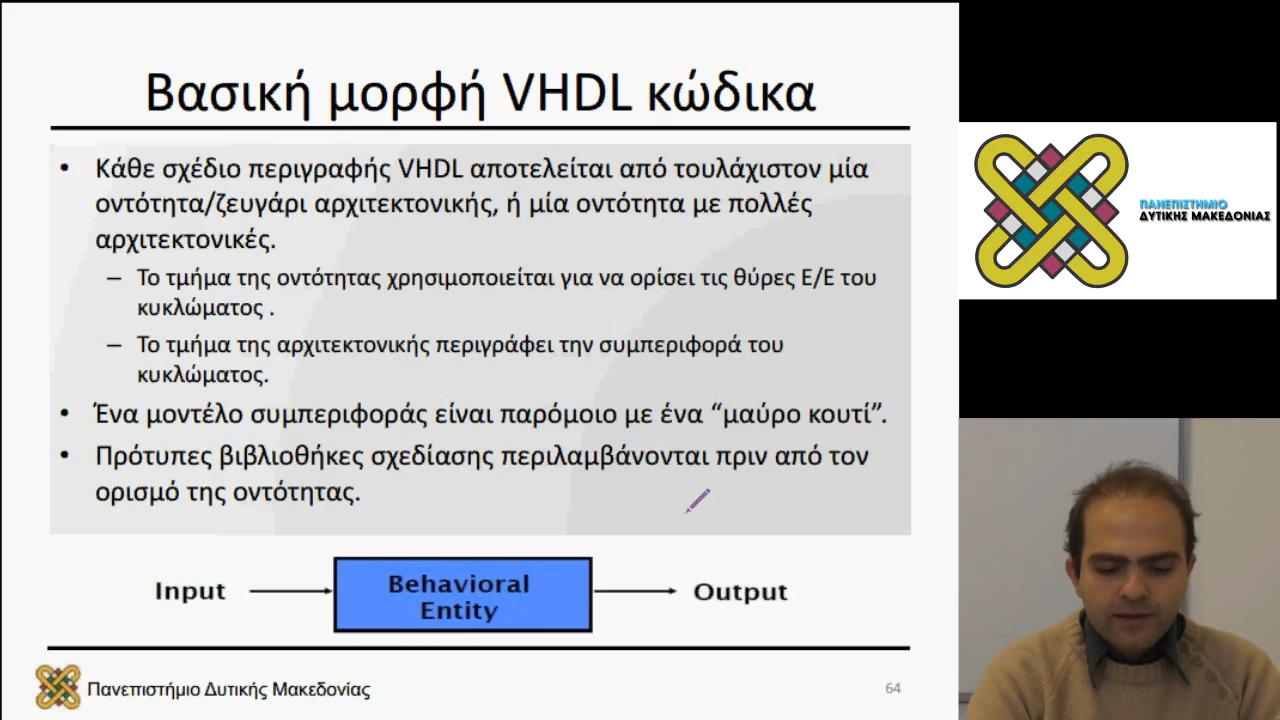 Βασική μορφή VHDL κώδικα
• Κάθε σχέδιο περιγραφής VHDL αποτελείται από τουλάχιστον μία
οντότητα/ζευγάρι αρχιτεκτονικής, ή μία οντότητα με πολλές
αρχιτεκτονικές.
– Το τμήμα της οντότητας χρησιμοποιείται για να ορίσει τις θύρες Ε/Ε του
κυκλώματος .
– Το τμήμα της αρχιτεκτονικής περιγράφει την συμπεριφορά του
κυκλώματος.
• Ένα μοντέλο συμπεριφοράς είναι παρόμοιο με ένα “μαύρο κουτί”.
• Πρότυπες βιβλιοθήκες σχεδίασης περιλαμβάνονται πριν από τον
ορισμό της οντότητας.
Input
Behavioral
Entity
Output
Πανεπιστήμιο Δυτικής Μακεδονίας
64
ΠΑΝΕΠΙΣΤΗΜΙΟ
ΔΥΤΙΚΗΣ ΜΑΚΕΔΟΝΙΑΣ